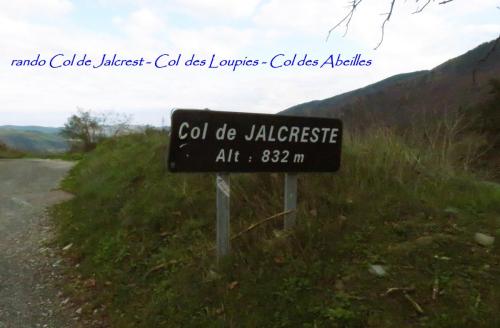 rando Col de Jalcrest - Col des Loupies - Col des Abeilles
Col de JALCRESTE
Alt : 832 m